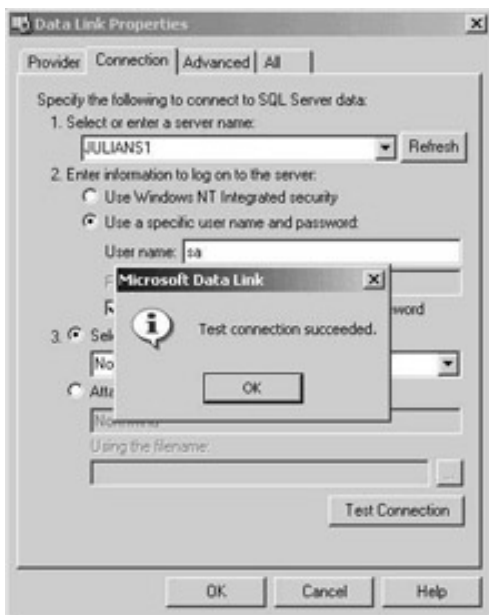 Data Link Properties
Provider Connection Advanced All
Specify the following to connect to SQL Server data:
1. Select or enter a server name:
JULIANS1 Refresh
2. Enter information to log on to the server:
Use Windows NT Integrated security
Use a specific user name and password:
User name: sa
Microsoft Data Link
Test connection succeeded.
OK
3.
Northwind
Using the filename:
...
Test Connection
OK Cancel Help